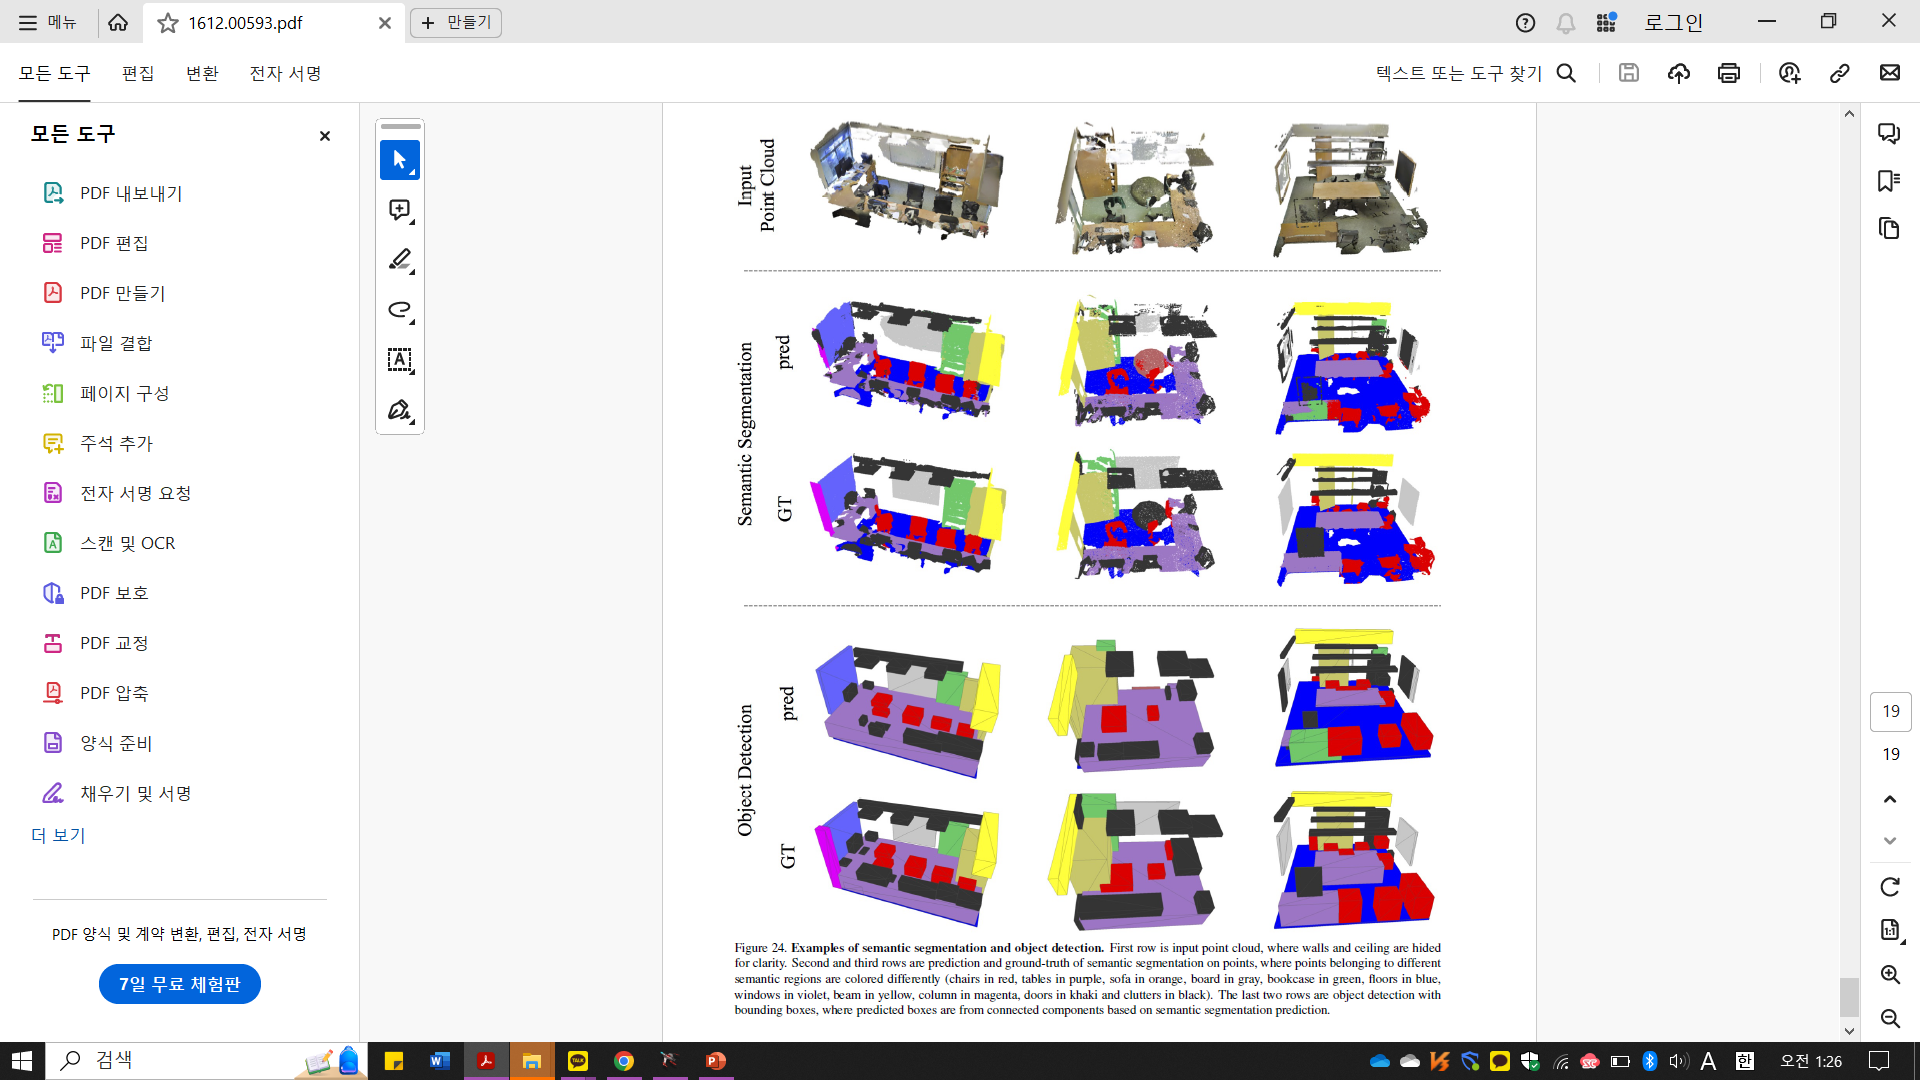 메뉴
1612.00593.pdf
만들기
로그인
모든 도구
편집
변환
전자 서명
텍스트 또는 도구 찾기
모든 도구
PDF 내보내기
PDF 편집
PDF 만들기
파일 결합
페이지 구성
주석 추가
전자 서명 요청
스캔 및 OCR
PDF 보호
PDF 교정
PDF 압축
양식 준비
채우기 및 서명
더 보기
PDF 양식 및 계약 변환, 편집, 전자 서명
7일 무료 체험판
Input
Point Cloud
Semantic Segmentation
pred
GT
Object Detection
pred
GT
Figure 24. Examples of semantic segmentation and object detection. First row is input point cloud, where walls and ceiling are hided
for clarity. Second and third rows are prediction and ground-truth of semantic segmentation on points, where points belonging to different
semantic regions are colored differently (chairs in red, tables in purple, sofa in orange, board in gray, bookcase in green, floors in blue,
windows in violet, beam in yellow, column in magenta, doors in khaki and clutters in black). The last two rows are object detection with
bounding boxes, where predicted boxes are from connected components based on semantic segmentation prediction.
19
19
1:1
검색
TALK
A
한
오전 1:26